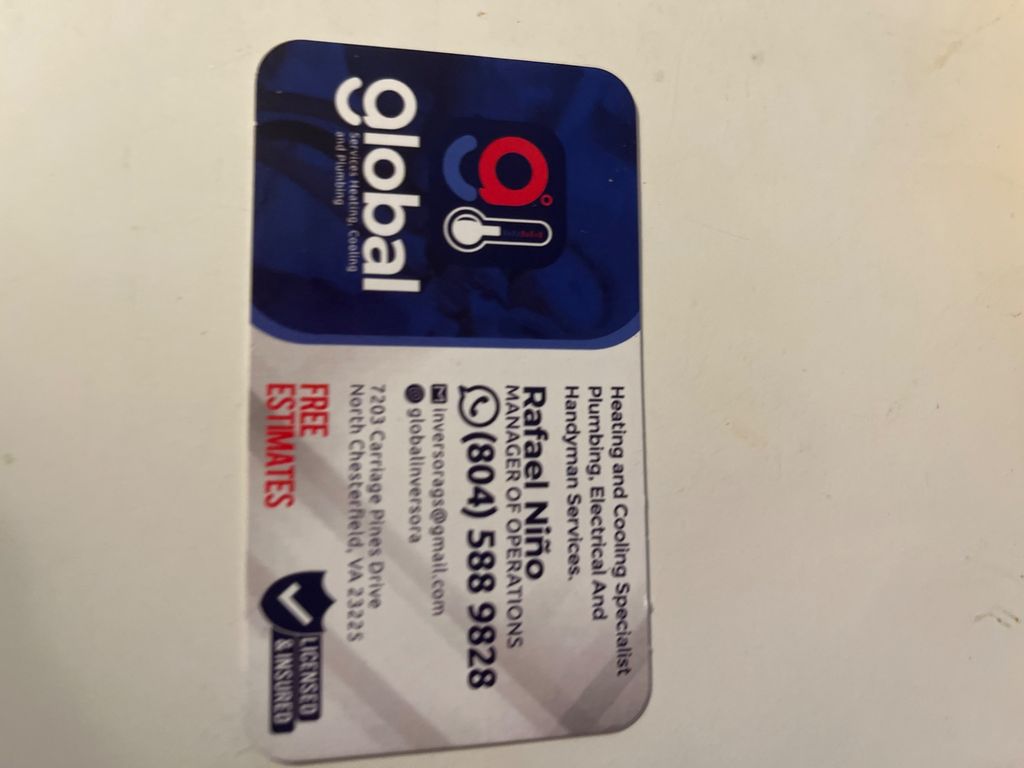 global
Services Heating, Cooling
and Plumbing
Heating and Cooling Specialist
Plumbing, Electrical And
Handyman Services.
Rafael Niño
MANAGER OF OPERATIONS
(804) 588 9828
inversorags@gmail.com
globalinversora
7203 Carriage Pines Drive
North Chesterfield, VA 23225
FREE
ESTIMATES
LICENSED
& INSURED